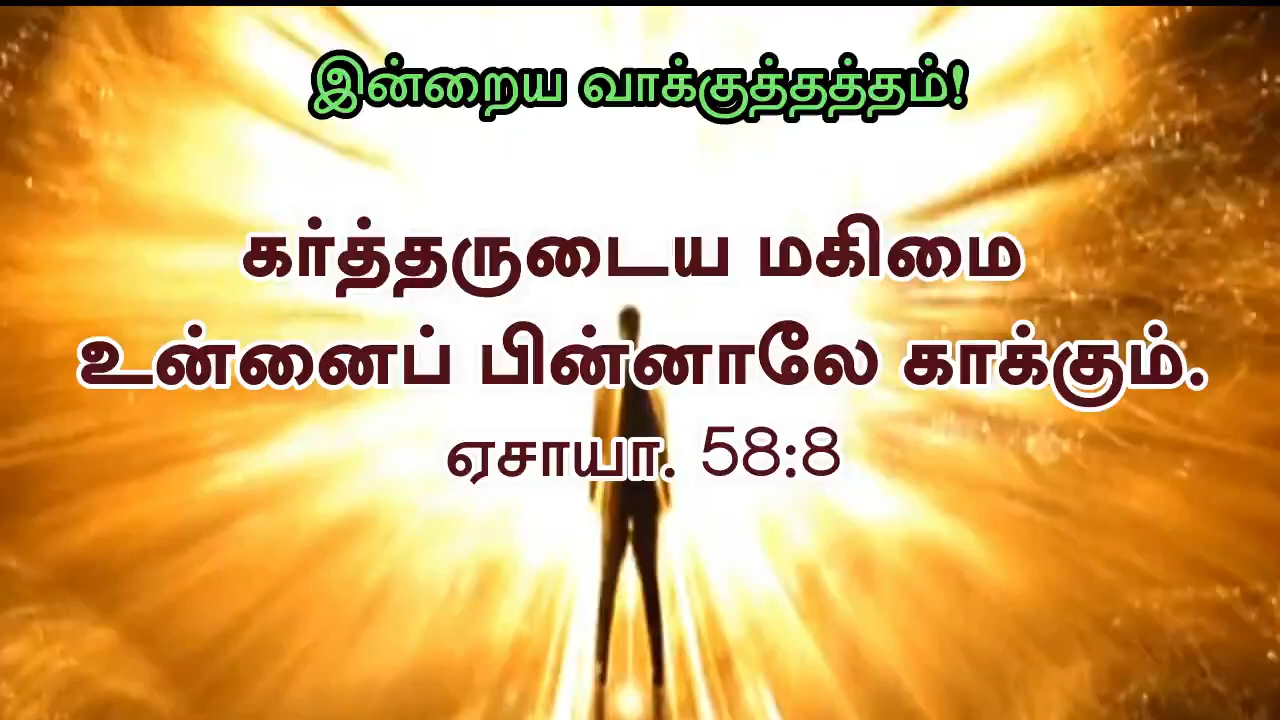 இன்றைய வாக்குத்தத்தம்!
கர்த்தருடைய மகிமை
உன்னைப் பின்னாலே காக்கும்.
ஏசாயா. 58:8